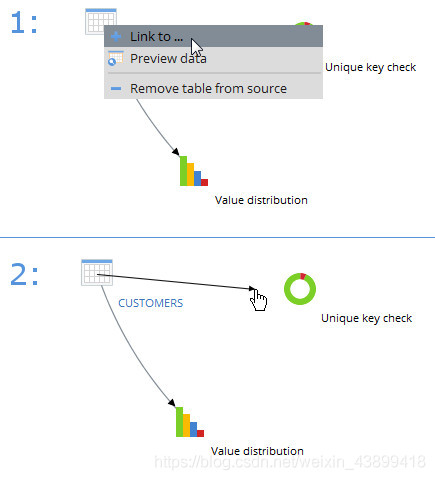 1:
Link to ...
Preview data
Remove table from source
Unique key check
Value distribution
2:
CUSTOMERS
Unique key check
Value distribution
https://blog.csdn.net/weixin_43899418